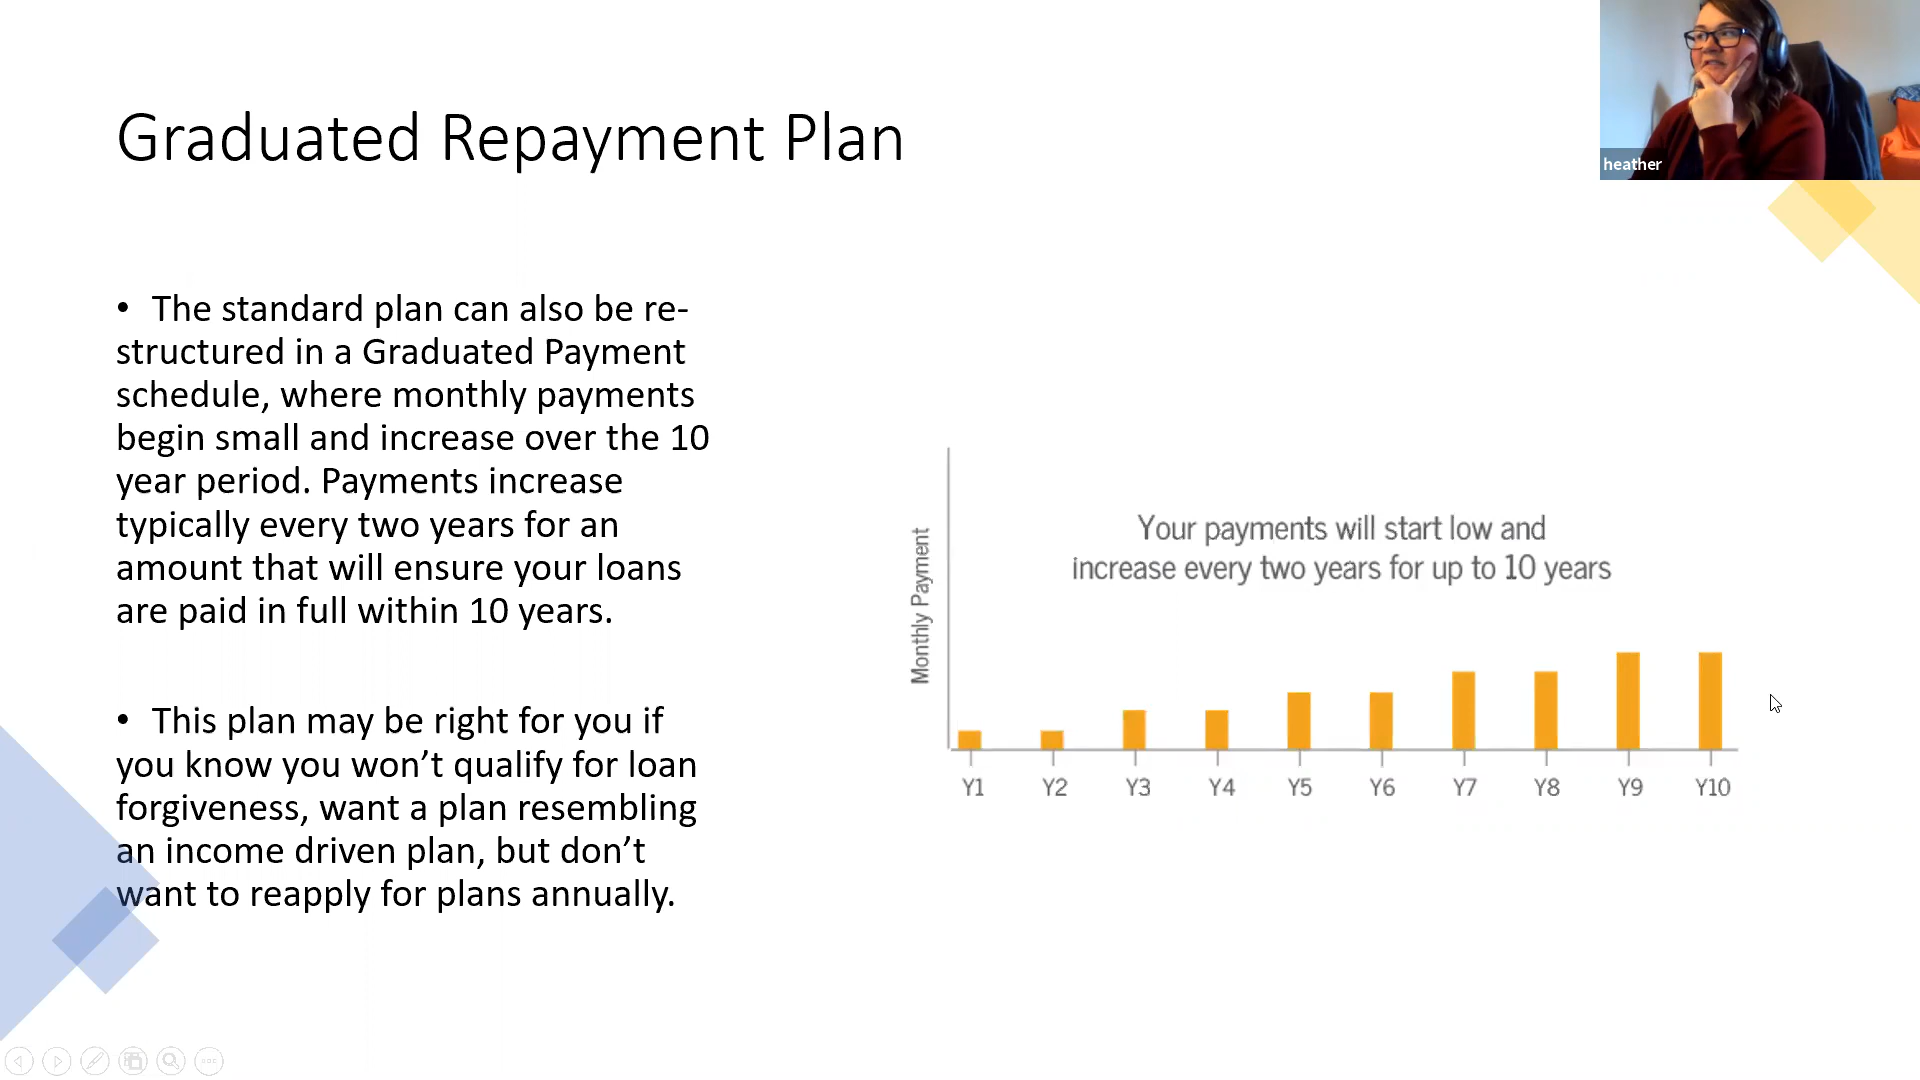 heather
Graduated Repayment Plan
• The standard plan can also be re-
structured in a Graduated Payment
schedule, where monthly payments
begin small and increase over the 10
year period. Payments increase
typically every two years for an
amount that will ensure your loans
are paid in full within 10 years.
• This plan may be right for you if
you know you won’t qualify for loan
forgiveness, want a plan resembling
an income driven plan, but don’t
want to reapply for plans annually.
Your payments will start low and
increase every two years for up to 10 years
Monthly Payment
Y1 Y2 Y3 Y4 Y5 Y6 Y7 Y8 Y9 Y10